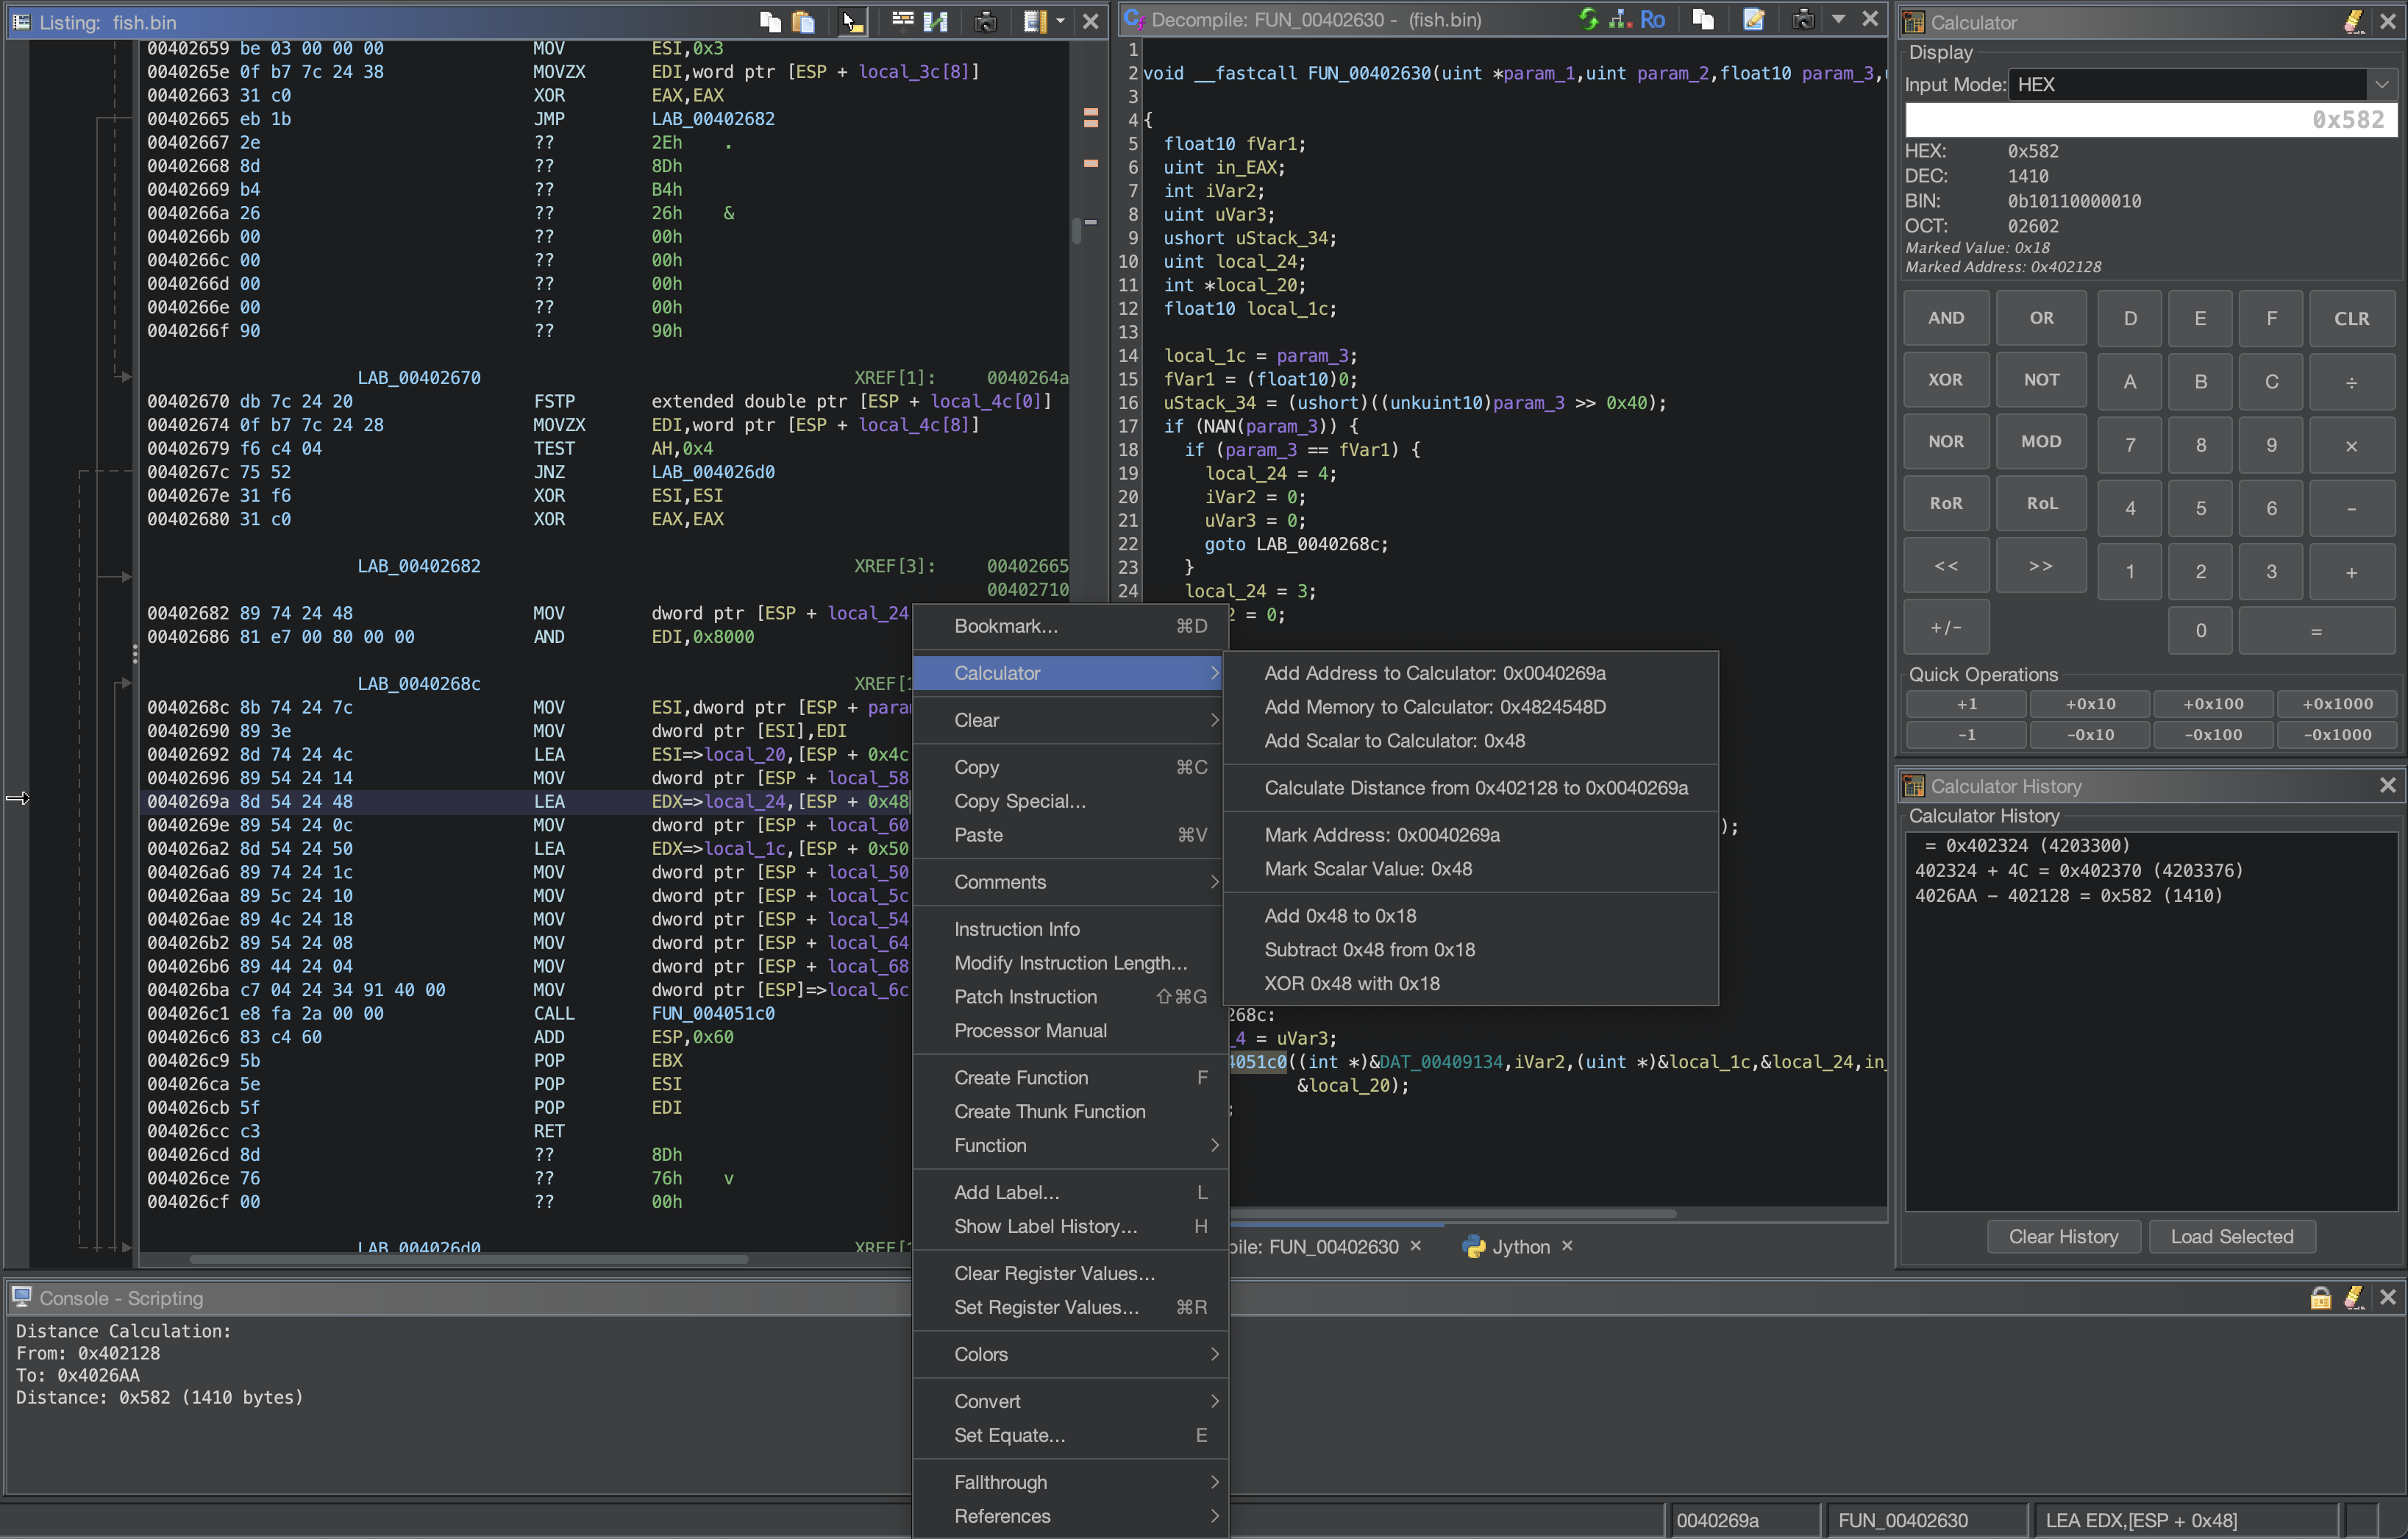 Listing: fish.bin
00402659 be 03 00 00 00 MOV ESI,0x3
0040265e 0f b7 7c 24 38 MOVZX EDI,word ptr [ESP + local_3c[8]]
00402663 31 c0 XOR EAX,EAX
00402665 eb 1b JMP LAB_00402682
00402667 2e ?? 2Eh .
00402668 8d ?? 8Dh
00402669 b4 ?? B4h
0040266a 26 ?? 26h &
0040266b 00 ?? 00h
0040266c 00 ?? 00h
0040266d 00 ?? 00h
0040266e 00 ?? 00h
0040266f 90 ?? 90h
LAB_00402670 XREF[1]: 0040264a
00402670 db 7c 24 20 FSTP extended double ptr [ESP + local_4c[0]]
00402674 0f b7 7c 24 28 MOVZX EDI,word ptr [ESP + local_4c[8]]
00402679 f6 c4 04 TEST AH,0x4
0040267c 75 52 JNZ LAB_004026d0
0040267e 31 f6 XOR ESI,ESI
00402680 31 c0 XOR EAX,EAX
LAB_00402682 XREF[3]: 00402665
00402710
00402682 89 74 24 48 MOV dword ptr [ESP + local_24
00402686 81 e7 00 80 00 00 AND EDI,0x8000
LAB_0040268c XREF[1
0040268c 8b 74 24 7c MOV ESI,dword ptr [ESP + para
00402690 89 3e MOV dword ptr [ESI],EDI
00402692 8d 74 24 4c LEA ESI=>local_20,[ESP + 0x4c
00402696 89 54 24 14 MOV dword ptr [ESP + local_58
0040269a 8d 54 24 48 LEA EDX=>local_24,[ESP + 0x48
0040269e 89 54 24 0c MOV dword ptr [ESP + local_60
004026a2 8d 54 24 50 LEA EDX=>local_1c,[ESP + 0x50
004026a6 89 74 24 1c MOV dword ptr [ESP + local_50
004026aa 89 5c 24 10 MOV dword ptr [ESP + local_5c
004026ae 89 4c 24 18 MOV dword ptr [ESP + local_54
004026b2 89 54 24 08 MOV dword ptr [ESP + local_64
004026b6 89 44 24 04 MOV dword ptr [ESP + local_68
004026ba c7 04 24 34 91 40 00 MOV dword ptr [ESP]=>local_6c
004026c1 e8 fa 2a 00 00 CALL FUN_004051c0
004026c6 83 c4 60 ADD ESP,0x60
004026c9 5b POP EBX
004026ca 5e POP ESI
004026cb 5f POP EDI
004026cc c3 RET
004026cd 8d ?? 8Dh
004026ce 76 ?? 76h v
004026cf 00 ?? 00h
LAB_004026d0 XREF[1
Bookmark... ⌘D
Calculator
Clear
Copy ⌘C
Copy Special...
Paste ⌘V
Comments
Instruction Info
Modify Instruction Length...
Patch Instruction ⇧⌘G
Processor Manual
Create Function F
Create Thunk Function
Function
Add Label... L
Show Label History... H
Clear Register Values...
Set Register Values... ⌘R
Colors
Convert
Set Equate... E
Fallthrough
References
Add Address to Calculator: 0x0040269a
Add Memory to Calculator: 0x4824548D
Add Scalar to Calculator: 0x48
Calculate Distance from 0x402128 to 0x0040269a
Mark Address: 0x0040269a
Mark Scalar Value: 0x48
Add 0x48 to 0x18
Subtract 0x48 from 0x18
XOR 0x48 with 0x18
Decompile: FUN_00402630 - (fish.bin)
Ro
1
2 void __fastcall FUN_00402630(uint *param_1,uint param_2,float10 param_3,u
3
4 {
5 float10 fVar1;
6 uint in_EAX;
7 int iVar2;
8 uint uVar3;
9 ushort uStack_34;
10 uint local_24;
11 int *local_20;
12 float10 local_1c;
13
14 local_1c = param_3;
15 fVar1 = (float10)0;
16 uStack_34 = (ushort)((unkuint10)param_3 >> 0x40);
17 if (NAN(param_3)) {
18 if (param_3 == fVar1) {
19 local_24 = 4;
20 iVar2 = 0;
21 uVar3 = 0;
22 goto LAB_0040268c;
23 }
24 local_24 = 3;
2 = 0;
);
268c:
_4 = uVar3;
4051c0((int *)&DAT_00409134,iVar2,(uint *)&local_1c,&local_24,in_
&local_20);
;
pile: FUN_00402630 ×
Jython ×
Calculator
Display
Input Mode: HEX
0x582
HEX: 0x582
DEC: 1410
BIN: 0b10110000010
OCT: 02602
Marked Value: 0x18
Marked Address: 0x402128
AND OR D E F CLR
XOR NOT A B C ÷
NOR MOD 7 8 9 ×
RoR RoL 4 5 6 −
<< >> 1 2 3 +
+/- 0 =
Quick Operations
+1 +0x10 +0x100 +0x1000
−1 −0x10 −0x100 −0x1000
Calculator History
Calculator History
= 0x402324 (4203300)
402324 + 4C = 0x402370 (4203376)
4026AA − 402128 = 0x582 (1410)
Clear History Load Selected
Console - Scripting
Distance Calculation:
From: 0x402128
To: 0x4026AA
Distance: 0x582 (1410 bytes)
0040269a FUN_00402630 LEA EDX,[ESP + 0x48]